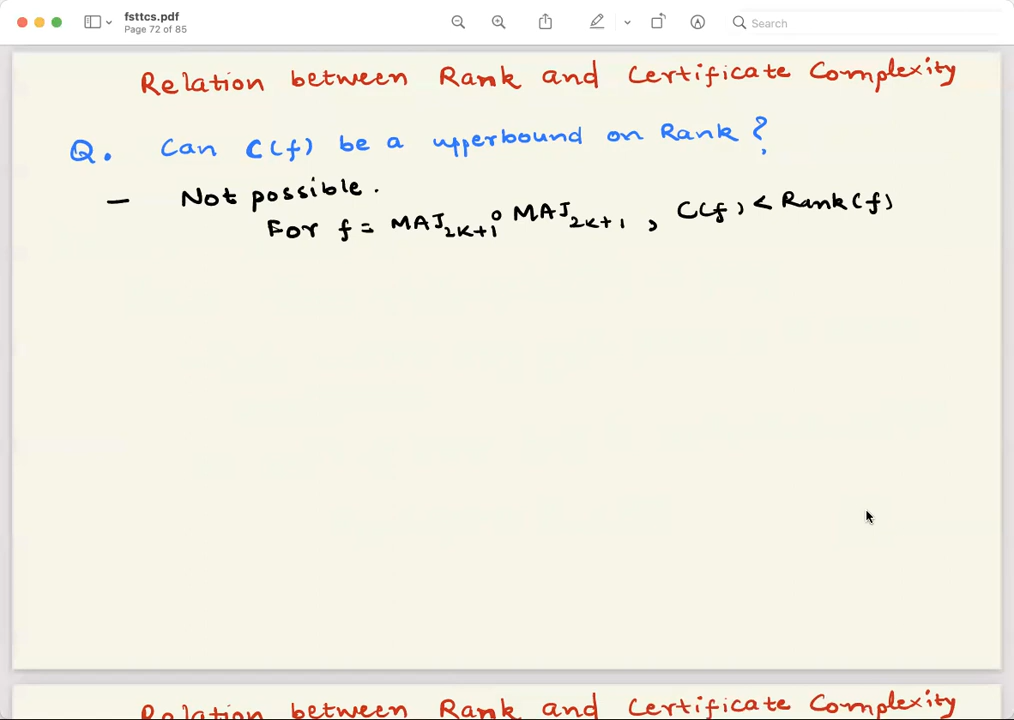 fsttcs.pdf
Page 72 of 85
Search
Relation between Rank and Certificate Complexity
Q. Can C(f) be a upperbound on Rank?
— Not possible.
For f = MAJ₂ₖ₊₁ ∘ MAJ₂ₖ₊₁, C(f) < Rank(f)
Relation between Rank and Certificate Complexity